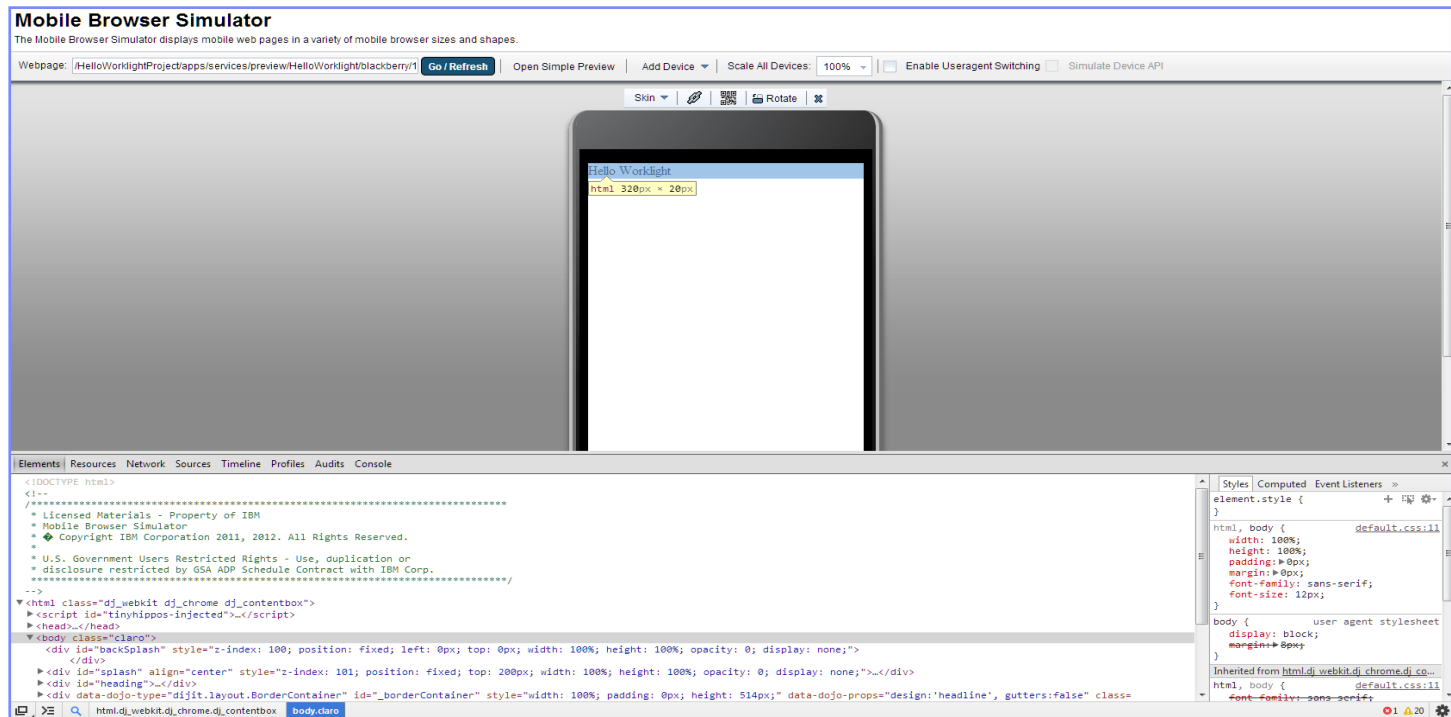 Mobile Browser Simulator
The Mobile Browser Simulator displays mobile web pages in a variety of mobile browser sizes and shapes.
Webpage: /HelloWorklightProject/apps/services/preview/HelloWorklight/blackberry/1 Go / Refresh Open Simple Preview Add Device Scale All Devices: 100% Enable Useragent Switching Simulate Device API
Skin Rotate
Hello Worklight
html 320px × 20px
Elements Resources Network Sources Timeline Profiles Audits Console
<!DOCTYPE html>
<!--
/*****************************************************************************
* Licensed Materials - Property of IBM
* Mobile Browser Simulator
* � Copyright IBM Corporation 2011, 2012. All Rights Reserved.
*
* U.S. Government Users Restricted Rights - Use, duplication or
* disclosure restricted by GSA ADP Schedule Contract with IBM Corp.
*****************************************************************************/
-->
▼<html class="dj_webkit dj_chrome dj_contentbox">
▶<script id="tinyhippos-injected">…</script>
▶<head>…</head>
▼<body class="claro">
<div id="backSplash" style="z-index: 100; position: fixed; left: 0px; top: 0px; width: 100%; height: 100%; opacity: 0; display: none;">
</div>
▶<div id="splash" align="center" style="z-index: 101; position: fixed; top: 200px; width: 100%; height: 100%; opacity: 0; display: none;">…</div>
▶<div id="heading">…</div>
▶<div data-dojo-type="dijit.layout.BorderContainer" id="_borderContainer" style="width: 100%; padding: 0px; height: 514px;" data-dojo-props="design:'headline', gutters:false" class=
html.dj_webkit.dj_chrome.dj_contentbox body.claro
Styles Computed Event Listeners »
element.style {
}
html, body { default.css:11
width: 100%;
height: 100%;
padding:▶0px;
margin:▶0px;
font-family: sans-serif;
font-size: 12px;
}
body { user agent stylesheet
display: block;
margin:▶8px;
}
Inherited from html.dj_webkit.dj_chrome.dj_co...
html, body { default.css:11
font-family: sans-serif;
1 20